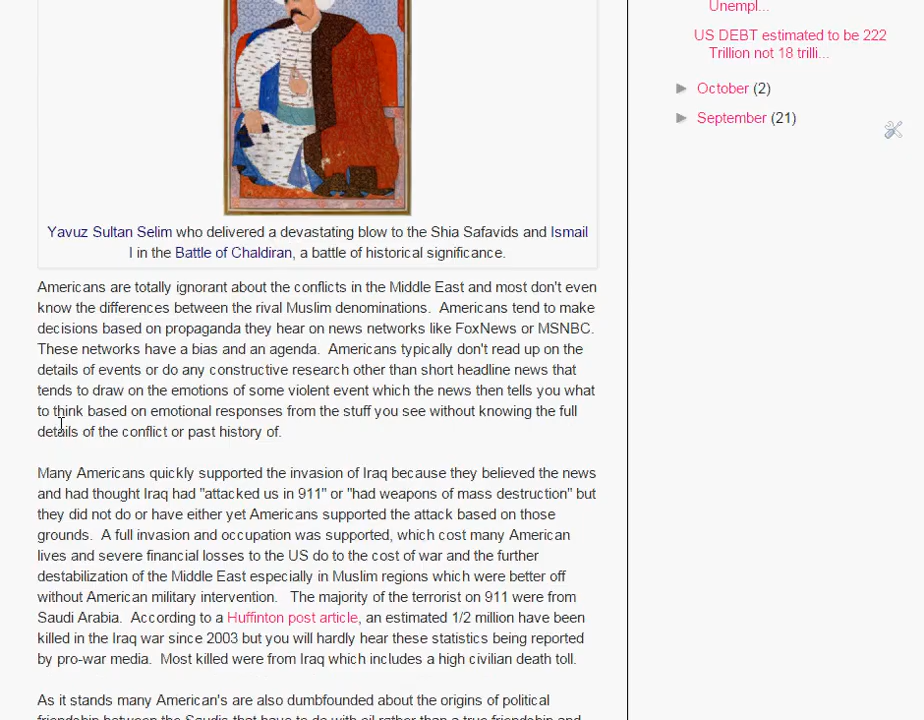 Unempl...
US DEBT estimated to be 222
Trillion not 18 trilli...
► October (2)
► September (21)
Yavuz Sultan Selim who delivered a devastating blow to the Shia Safavids and Ismail
I in the Battle of Chaldiran, a battle of historical significance.
Americans are totally ignorant about the conflicts in the Middle East and most don't even
know the differences between the rival Muslim denominations.  Americans tend to make
decisions based on propaganda they hear on news networks like FoxNews or MSNBC.
These networks have a bias and an agenda.  Americans typically don't read up on the
details of events or do any constructive research other than short headline news that
tends to draw on the emotions of some violent event which the news then tells you what
to think based on emotional responses from the stuff you see without knowing the full
details of the conflict or past history of.
Many Americans quickly supported the invasion of Iraq because they believed the news
and had thought Iraq had "attacked us in 911" or "had weapons of mass destruction" but
they did not do or have either yet Americans supported the attack based on those
grounds.  A full invasion and occupation was supported, which cost many American
lives and severe financial losses to the US do to the cost of war and the further
destabilization of the Middle East especially in Muslim regions which were better off
without American military intervention.   The majority of the terrorist on 911 were from
Saudi Arabia.  According to a Huffinton post article, an estimated 1/2 million have been
killed in the Iraq war since 2003 but you will hardly hear these statistics being reported
by pro-war media.  Most killed were from Iraq which includes a high civilian death toll.
As it stands many American's are also dumbfounded about the origins of political
friendship between the Saudis that have to do with oil rather than a true friendship and